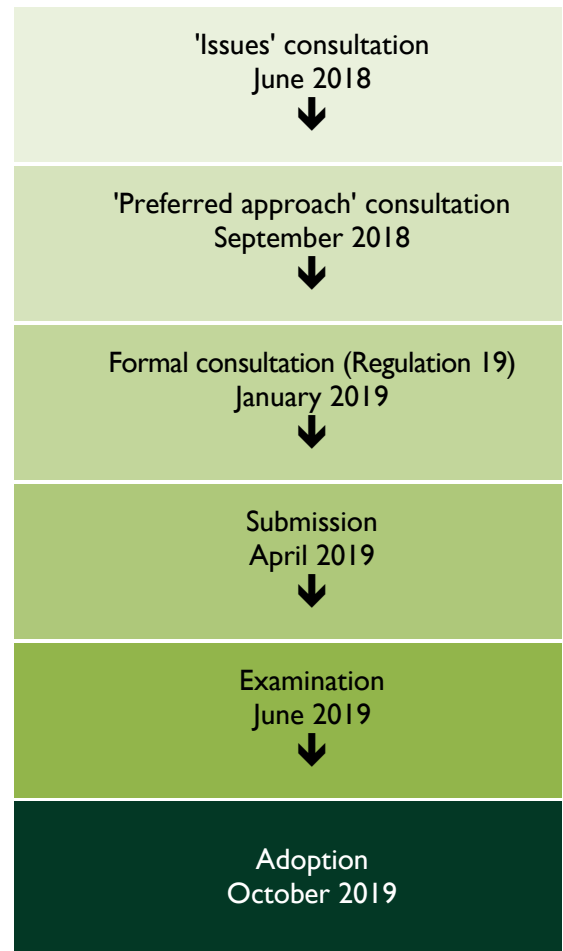 'Issues' consultation
June 2018
'Preferred approach' consultation
September 2018
Formal consultation (Regulation 19)
January 2019
Submission
April 2019
Examination
June 2019
Adoption
October 2019